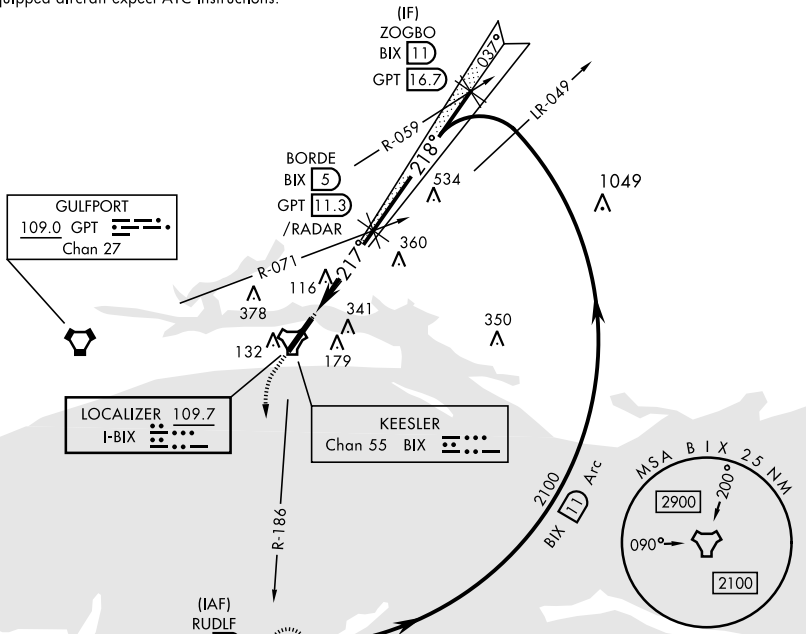 quipped aircraft expect ATC instructions.
(IF)
ZOGBO
BIX 11
GPT 16.7
037°
LR-049
R-059
218°
BORDE
BIX 5
GPT 11.3
/RADAR
534
1049
GULFPORT
109.0 GPT
Chan 27
R-071
217°
360
116
378
341
350
132
179
LOCALIZER 109.7
I-BIX
KEESLER
Chan 55 BIX
R-186
2100
BIX 11 Arc
MSA BIX 25 NM
2900
200°
090°
2100
(IAF)
RUDLF